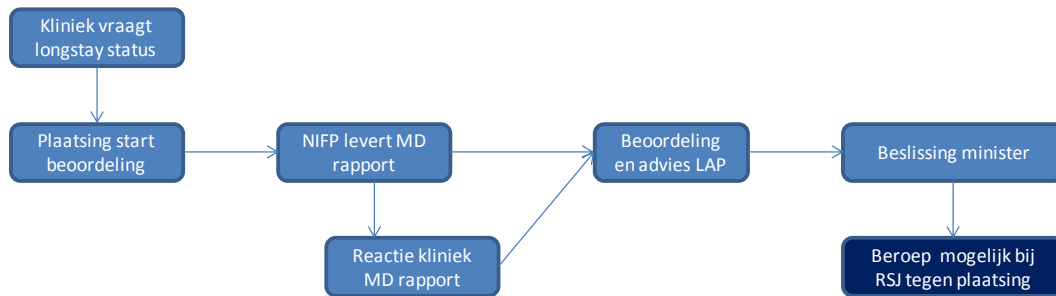 Kliniek vraagt
longstay status
Plaatsing start
beoordeling
NIFP levert MD
rapport
Beoordeling
en advies LAP
Beslissing minister
Reactie kliniek
MD rapport
Beroep mogelijk bij
RSJ tegen plaatsing